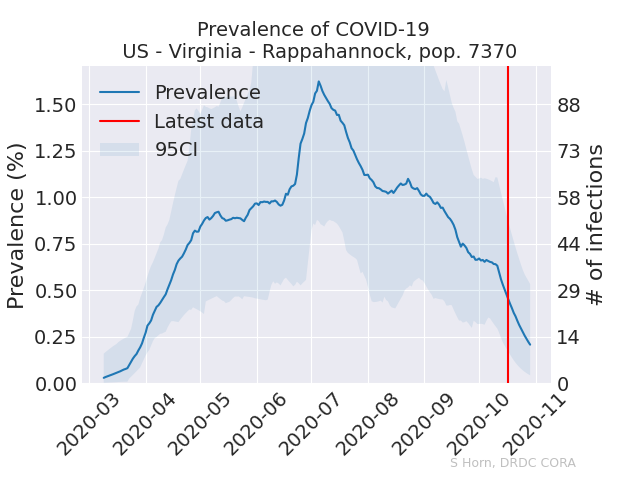 Prevalence of COVID-19
US - Virginia - Rappahannock, pop. 7370
Prevalence
Latest data
95CI
Prevalence (%)
1.50
1.25
1.00
0.75
0.50
0.25
0.00
88
73
58
44
29
14
0
# of infections
2020-03
2020-04
2020-05
2020-06
2020-07
2020-08
2020-09
2020-10
2020-11
S Horn, DRDC CORA